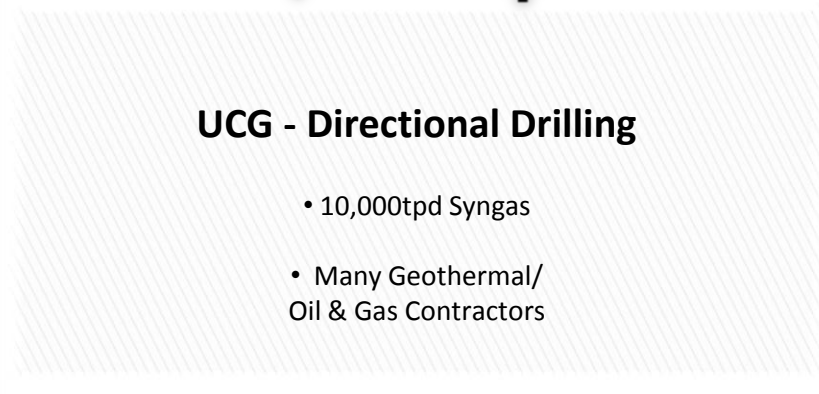 UCG - Directional Drilling
• 10,000tpd Syngas
• Many Geothermal/
Oil & Gas Contractors